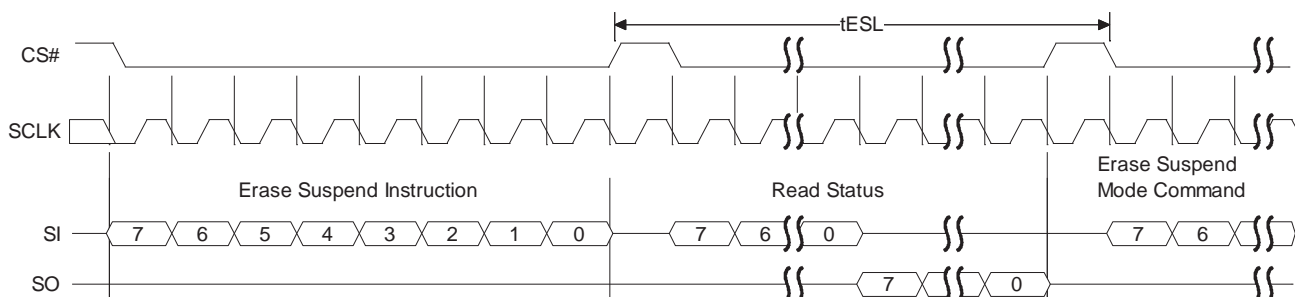 tESL
CS#
SCLK
Erase Suspend Instruction
Read Status
Erase Suspend
Mode Command
SI 7 6 5 4 3 2 1 0 7 6 0 7 6
SO 7 0